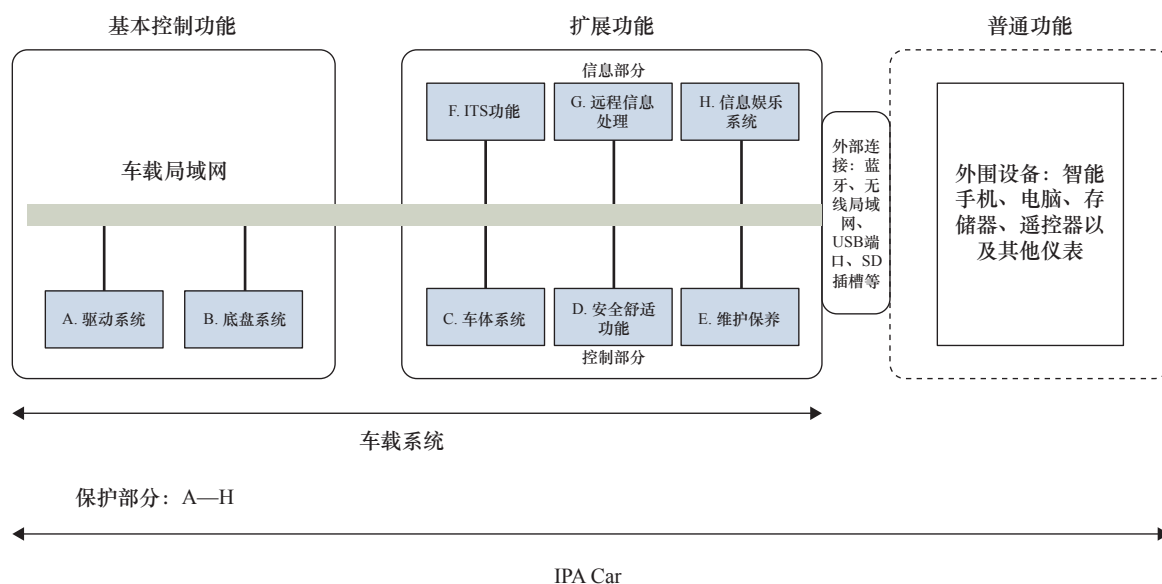 基本控制功能
扩展功能
普通功能
信息部分
F. ITS功能
G. 远程信息
处理
H. 信息娱乐
系统
车载局域网
外部连
接：蓝
牙、无
线局域
网、
USB端
口、SD
插槽等
外围设备：智能
手机、电脑、存
储器、遥控器以
及其他仪表
A. 驱动系统
B. 底盘系统
C. 车体系统
D. 安全舒适
功能
E. 维护保养
控制部分
车载系统
保护部分：A—H
IPA Car